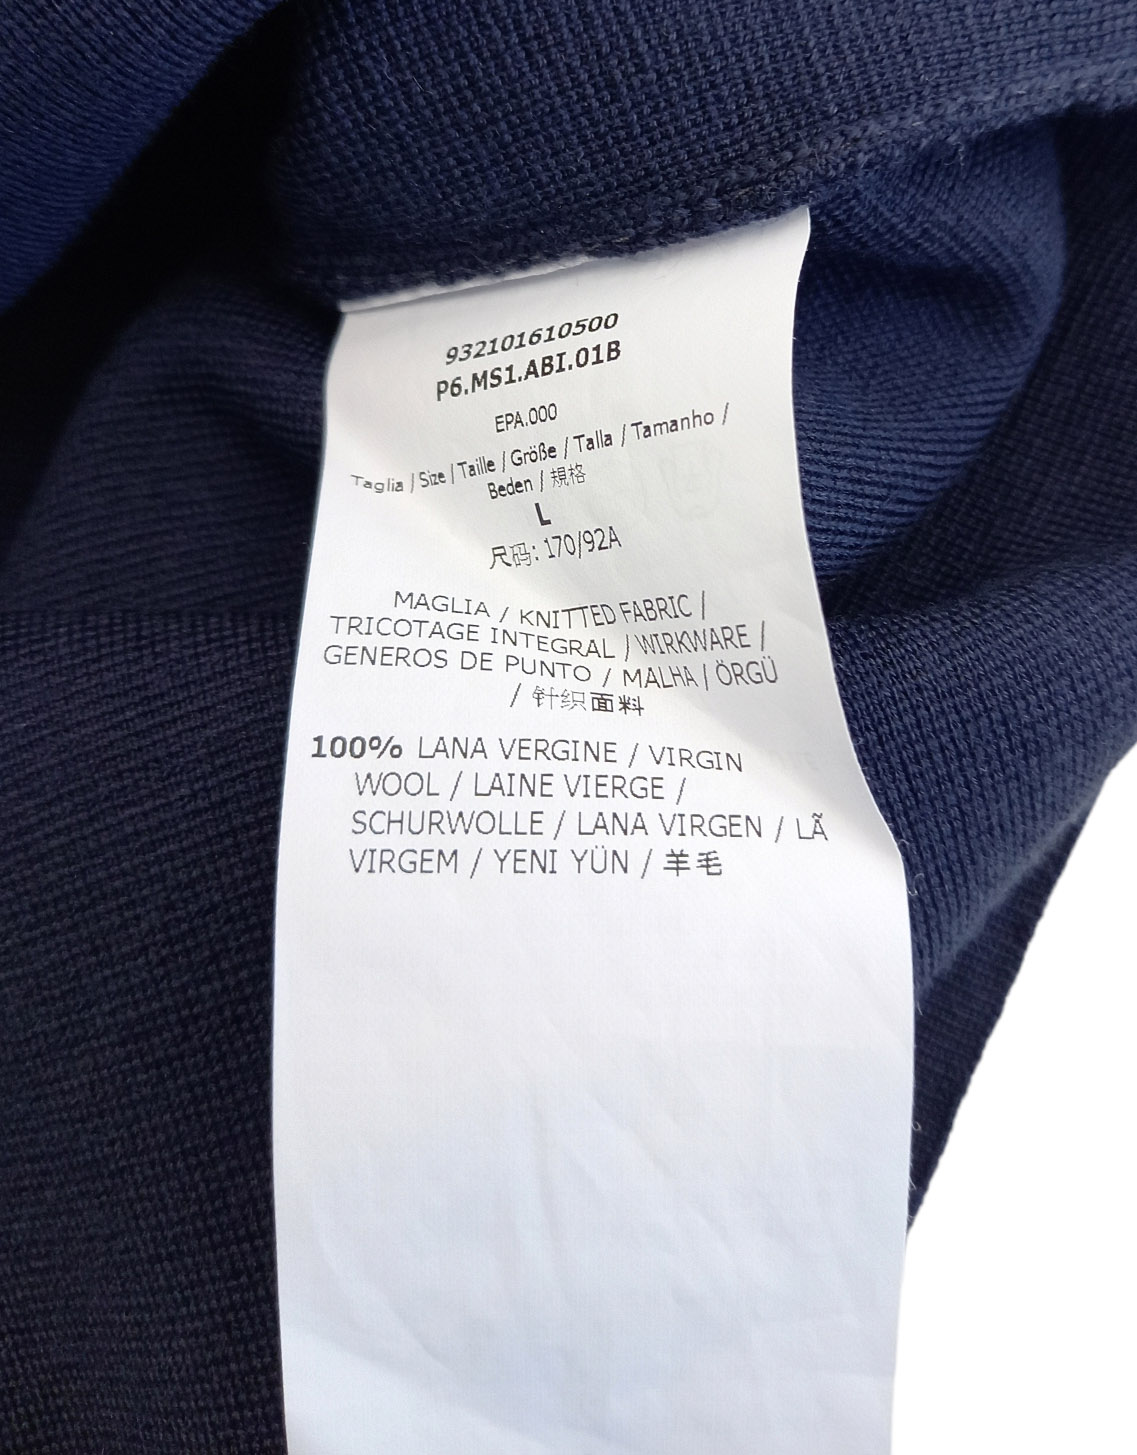 932101610500
P6.MS1.ABI.01B
EPA.000
Taglia / Size / Taille / Größe / Talla / Tamanho /
Beden / 規格
L
尺码: 170/92A
MAGLIA / KNITTED FABRIC /
TRICOTAGE INTEGRAL / WIRKWARE /
GENEROS DE PUNTO / MALHA / ÖRGÜ
/ 针织面料
100% LANA VERGINE / VIRGIN
WOOL / LAINE VIERGE /
SCHURWOLLE / LANA VIRGEN / LÃ
VIRGEM / YENI YÜN / 羊毛